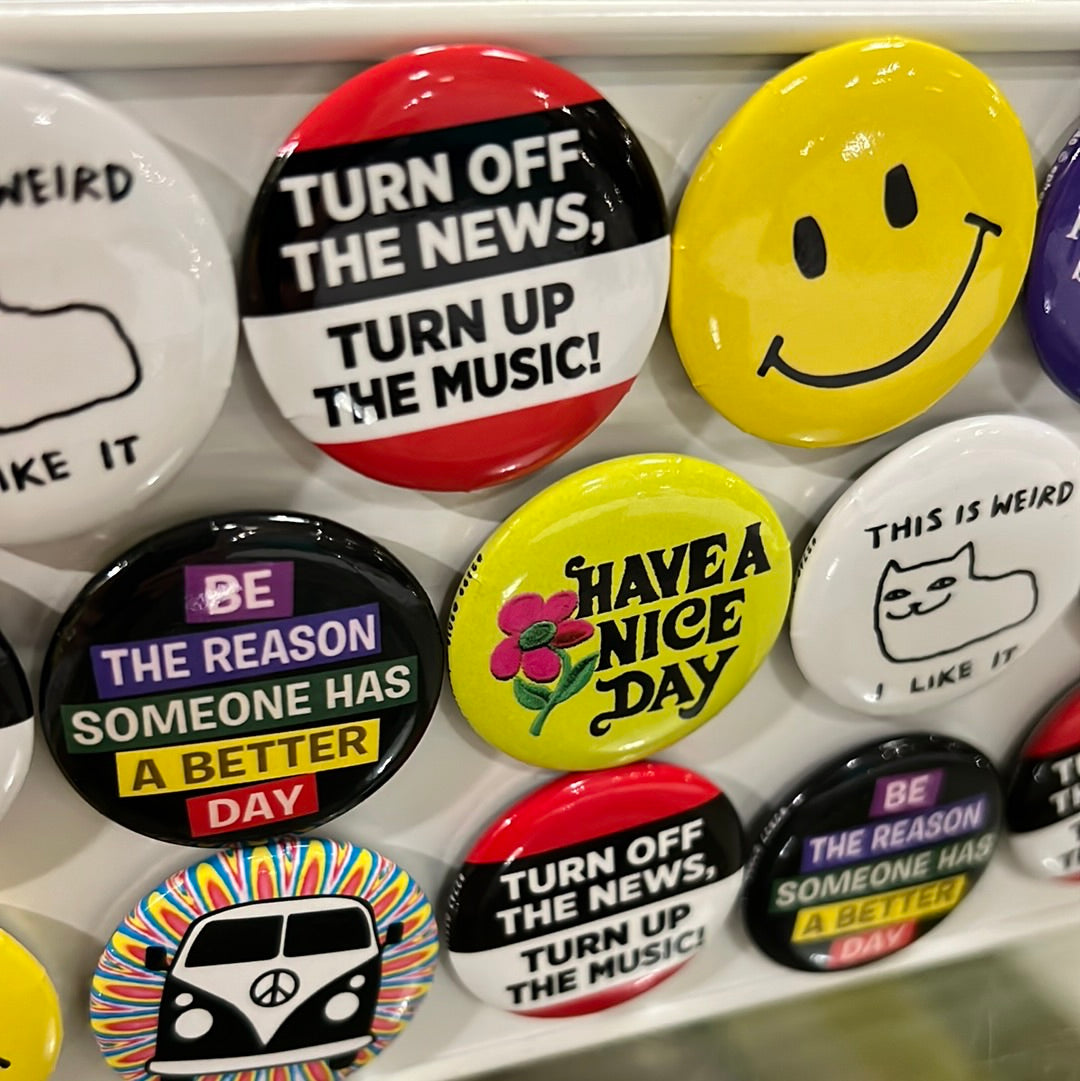 WEIRD
IKE IT
TURN OFF
THE NEWS,
TURN UP
THE MUSIC!
BE
THE REASON
SOMEONE HAS
A BETTER
DAY
HAVE A
NICE
DAY
THIS IS WEIRD
I LIKE IT
TURN OFF
THE NEWS,
TURN UP
THE MUSIC!
BE
THE REASON
SOMEONE HAS
A BETTER
DAY